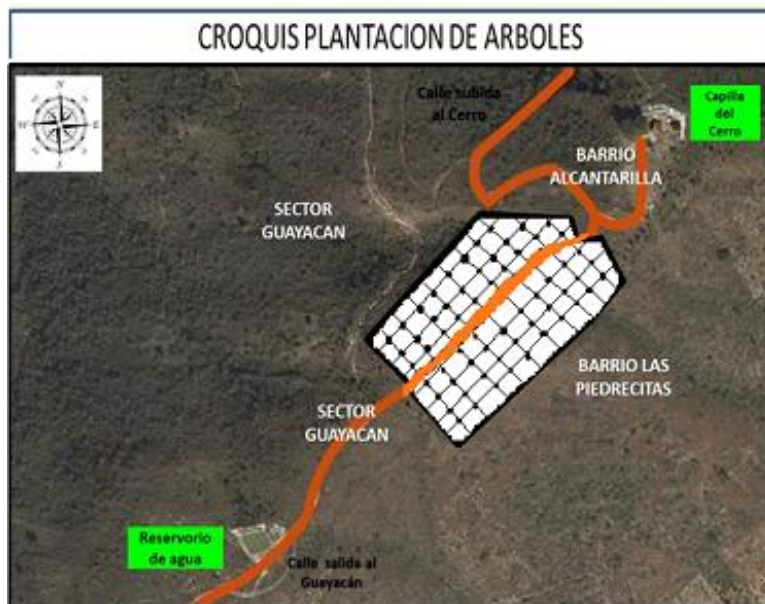 CROQUIS PLANTACION DE ARBOLES
N
W
E
S
Calle subida
al Cerro
Capilla
del
Cerro
BARRIO
ALCANTARILLA
SECTOR
GUAYACAN
BARRIO LAS
PIEDRECITAS
SECTOR
GUAYACAN
Reservorio
de agua
Calle salida al
Guayacán